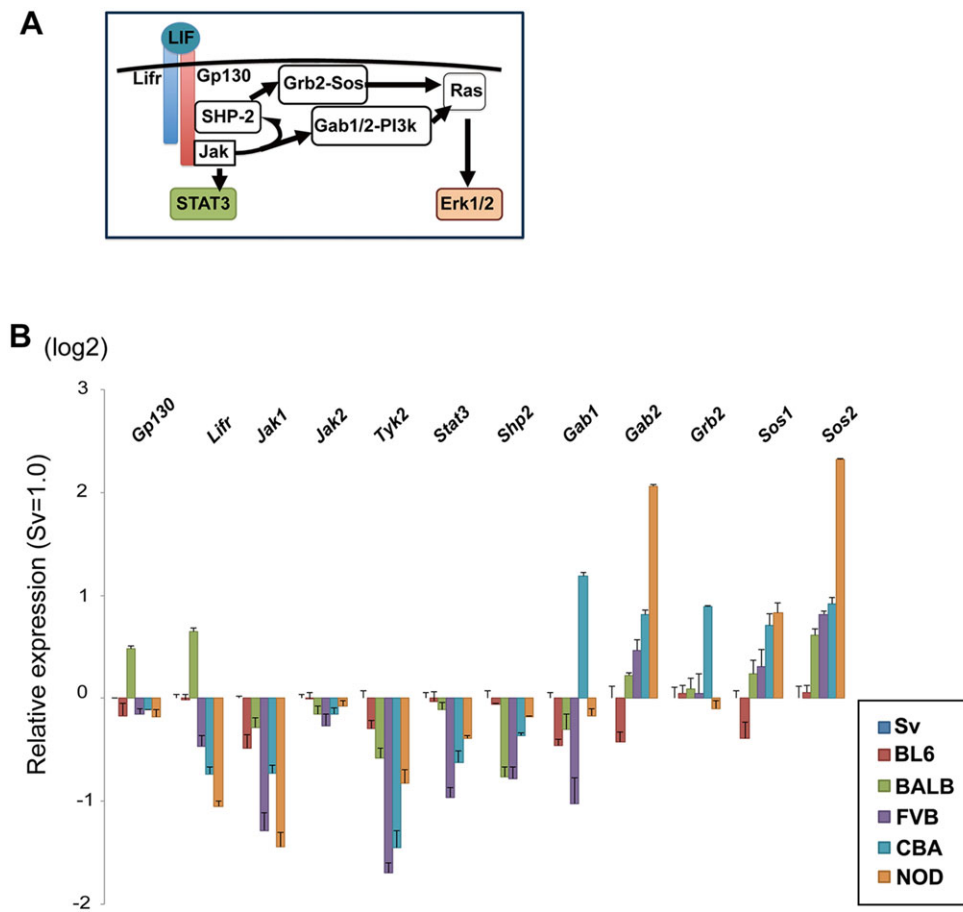 A
LIF
Lifr
Gp130
Grb2-Sos
Ras
SHP-2
Gab1/2-PI3k
Jak
STAT3
Erk1/2
B (log2)
Relative expression (Sv=1.0)
3
2
1
0
-1
-2
Gp130 Lifr Jak1 Jak2 Tyk2 Stat3 Shp2 Gab1 Gab2 Grb2 Sos1 Sos2
Sv
BL6
BALB
FVB
CBA
NOD